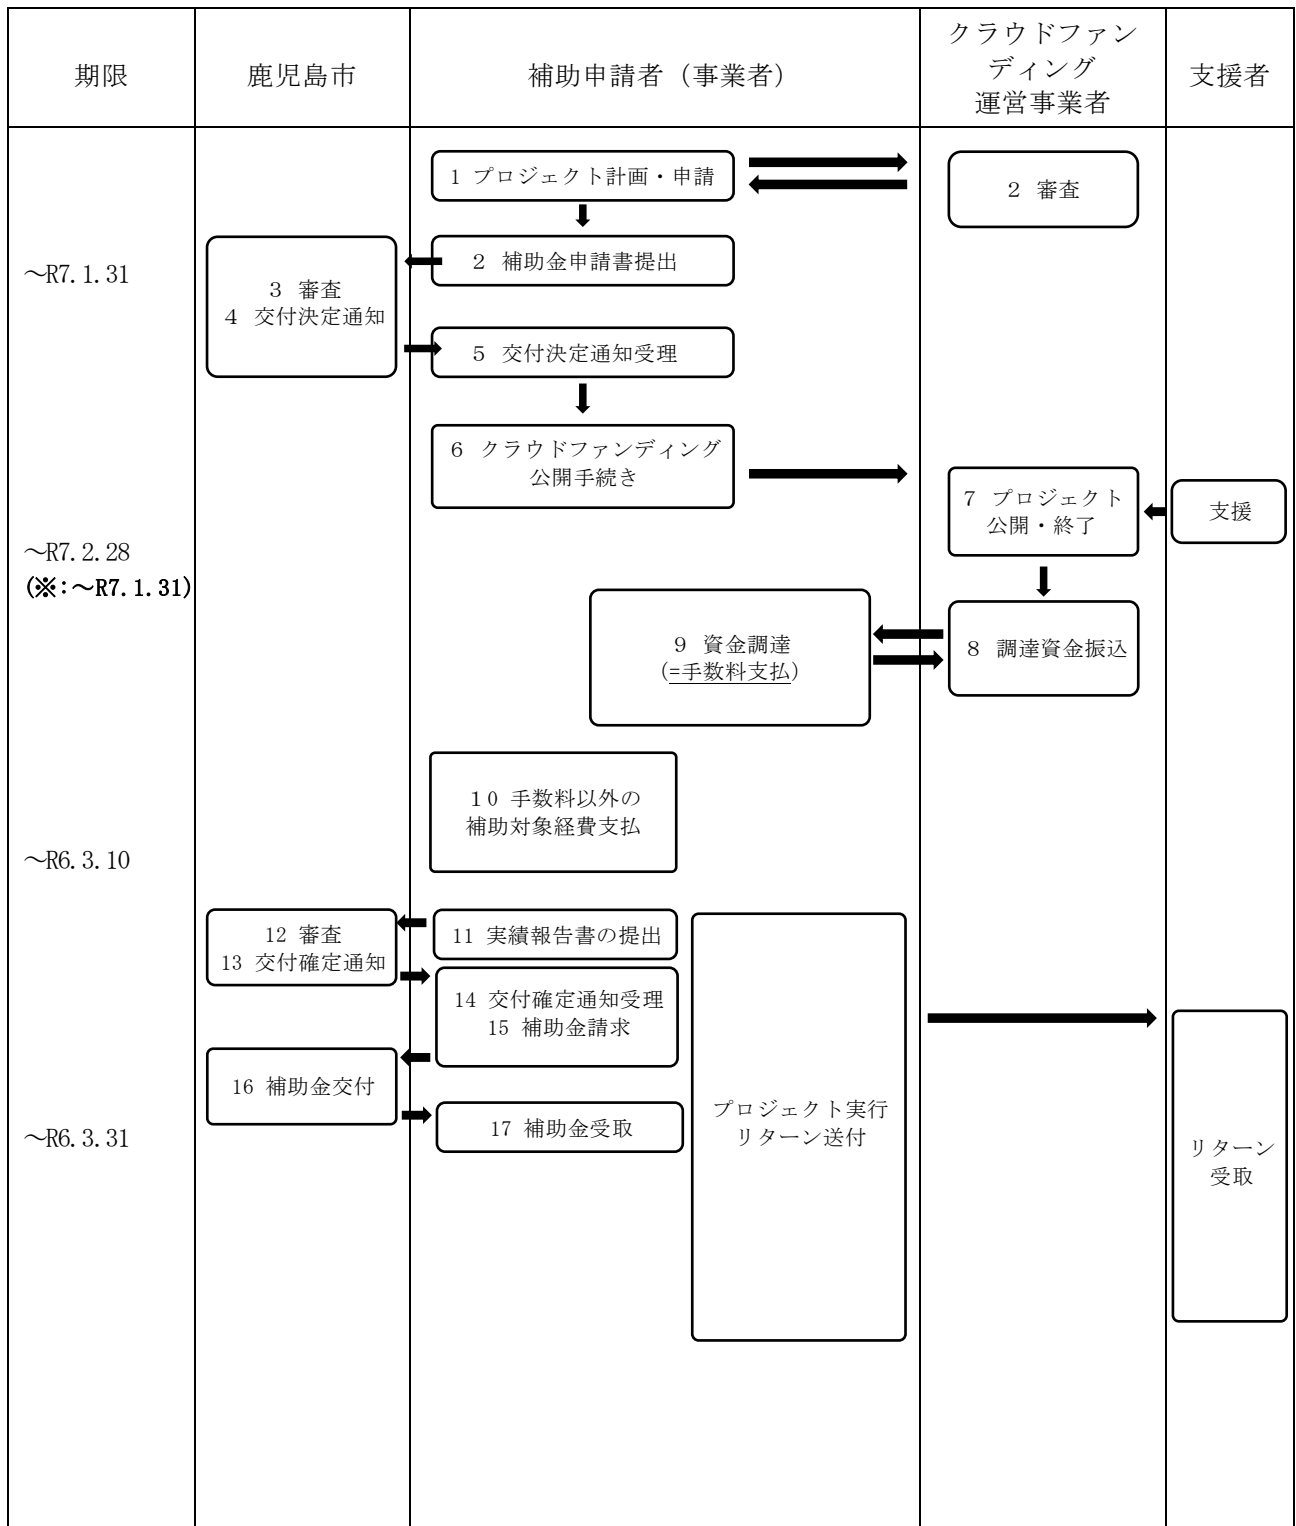 期限
鹿児島市
補助申請者（事業者）
クラウドファン
ディング
運営事業者
支援者
1 プロジェクト計画・申請
２ 審査
～R7.1.31
２ 補助金申請書提出
３ 審査
４ 交付決定通知
５ 交付決定通知受理
６ クラウドファンディング
公開手続き
７ プロジェクト
公開・終了
支援
～R7.2.28
(※:～R7.1.31)
９ 資金調達
(=手数料支払)
８ 調達資金振込
１０ 手数料以外の
補助対象経費支払
～R6.3.10
12 審査
13 交付確定通知
11 実績報告書の提出
14 交付確定通知受理
15 補助金請求
16 補助金交付
17 補助金受取
～R6.3.31
プロジェクト実行
リターン送付
リターン
受取